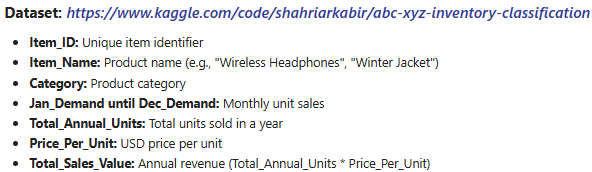 Dataset: https://www.kaggle.com/code/shahriarkabir/abc-xyz-inventory-classification
• Item_ID: Unique item identifier
• Item_Name: Product name (e.g., "Wireless Headphones", "Winter Jacket")
• Category: Product category
• Jan_Demand until Dec_Demand: Monthly unit sales
• Total_Annual_Units: Total units sold in a year
• Price_Per_Unit: USD price per unit
• Total_Sales_Value: Annual revenue (Total_Annual_Units * Price_Per_Unit)